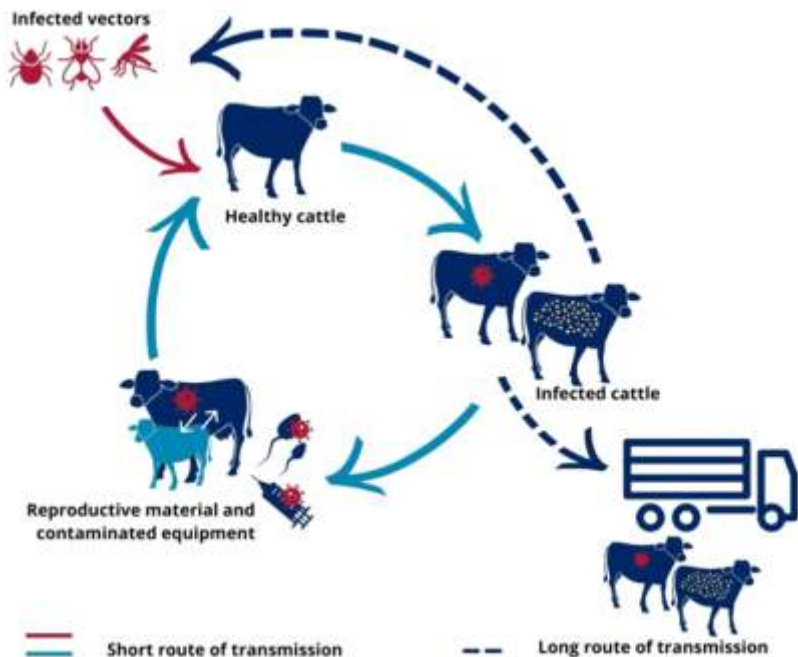 Infected vectors
Healthy cattle
Infected cattle
Reproductive material and
contaminated equipment
Short route of transmission
Long route of transmission